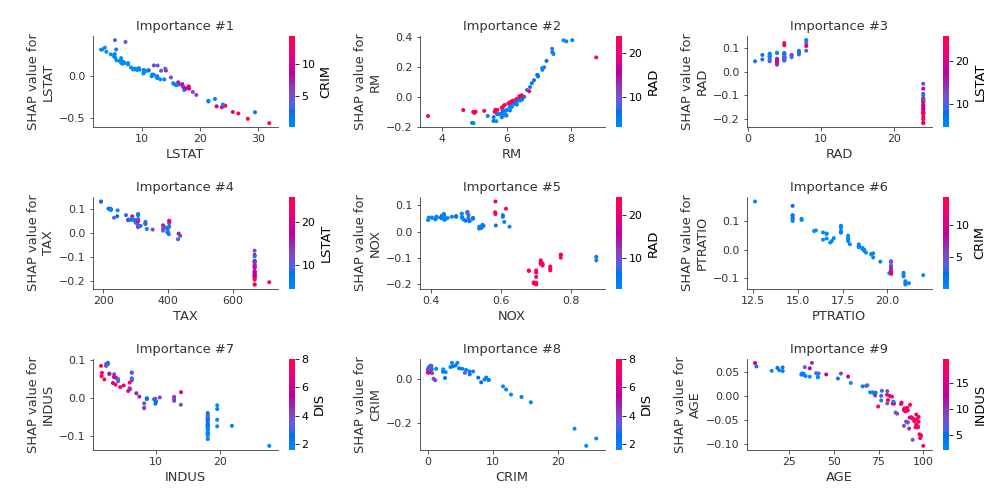 Importance #1
SHAP value for
LSTAT
0.0
−0.5
10
20
30
LSTAT
10
5
CRIM
Importance #2
SHAP value for
RM
0.4
0.2
0.0
−0.2
4
6
8
RM
20
10
RAD
Importance #3
SHAP value for
RAD
0.1
0.0
−0.1
−0.2
0
10
20
RAD
20
10
LSTAT
Importance #4
SHAP value for
TAX
0.1
0.0
−0.1
−0.2
200
400
600
TAX
20
10
LSTAT
Importance #5
SHAP value for
NOX
0.1
0.0
−0.1
−0.2
0.4
0.6
0.8
NOX
20
10
RAD
Importance #6
SHAP value for
PTRATIO
0.1
0.0
−0.1
12.5
15.0
17.5
20.0
PTRATIO
10
5
CRIM
Importance #7
SHAP value for
INDUS
0.1
0.0
−0.1
10
20
INDUS
8
6
4
2
DIS
Importance #8
SHAP value for
CRIM
0.0
−0.2
0
10
20
CRIM
8
6
4
2
DIS
Importance #9
SHAP value for
AGE
0.05
0.00
−0.05
−0.10
25
50
75
100
AGE
15
10
5
INDUS